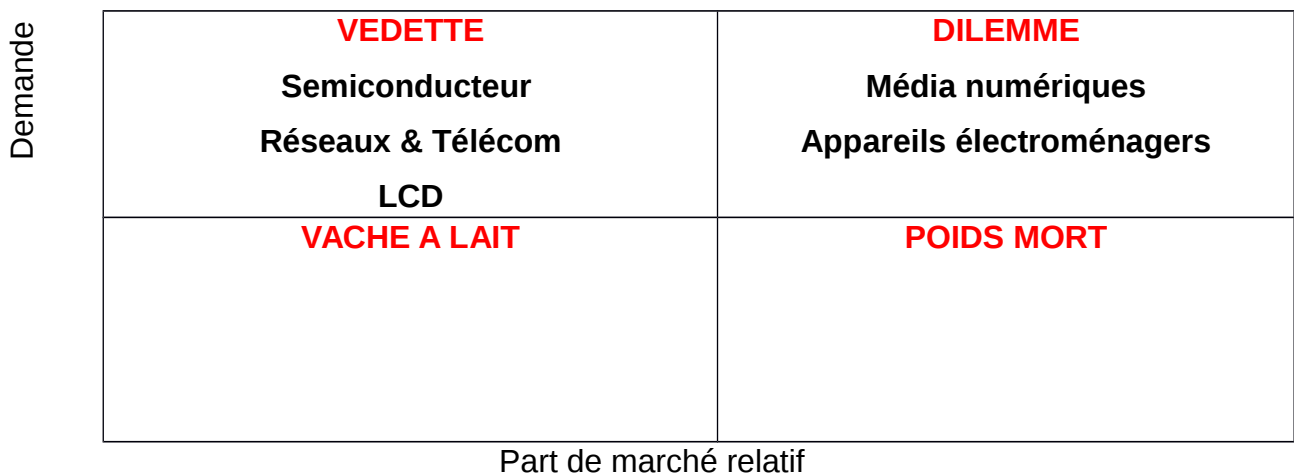 Demande
VEDETTE
Semiconducteur
Réseaux & Télécom
LCD
DILEMME
Média numériques
Appareils électroménagers
VACHE A LAIT
POIDS MORT
Part de marché relatif